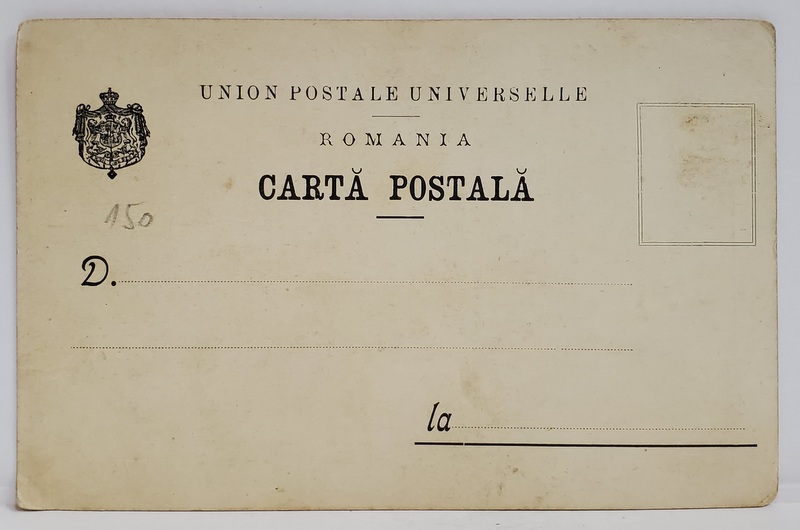 UNION POSTALE UNIVERSELLE
ROMANIA
CARTĂ POSTALĂ
150
D.
la